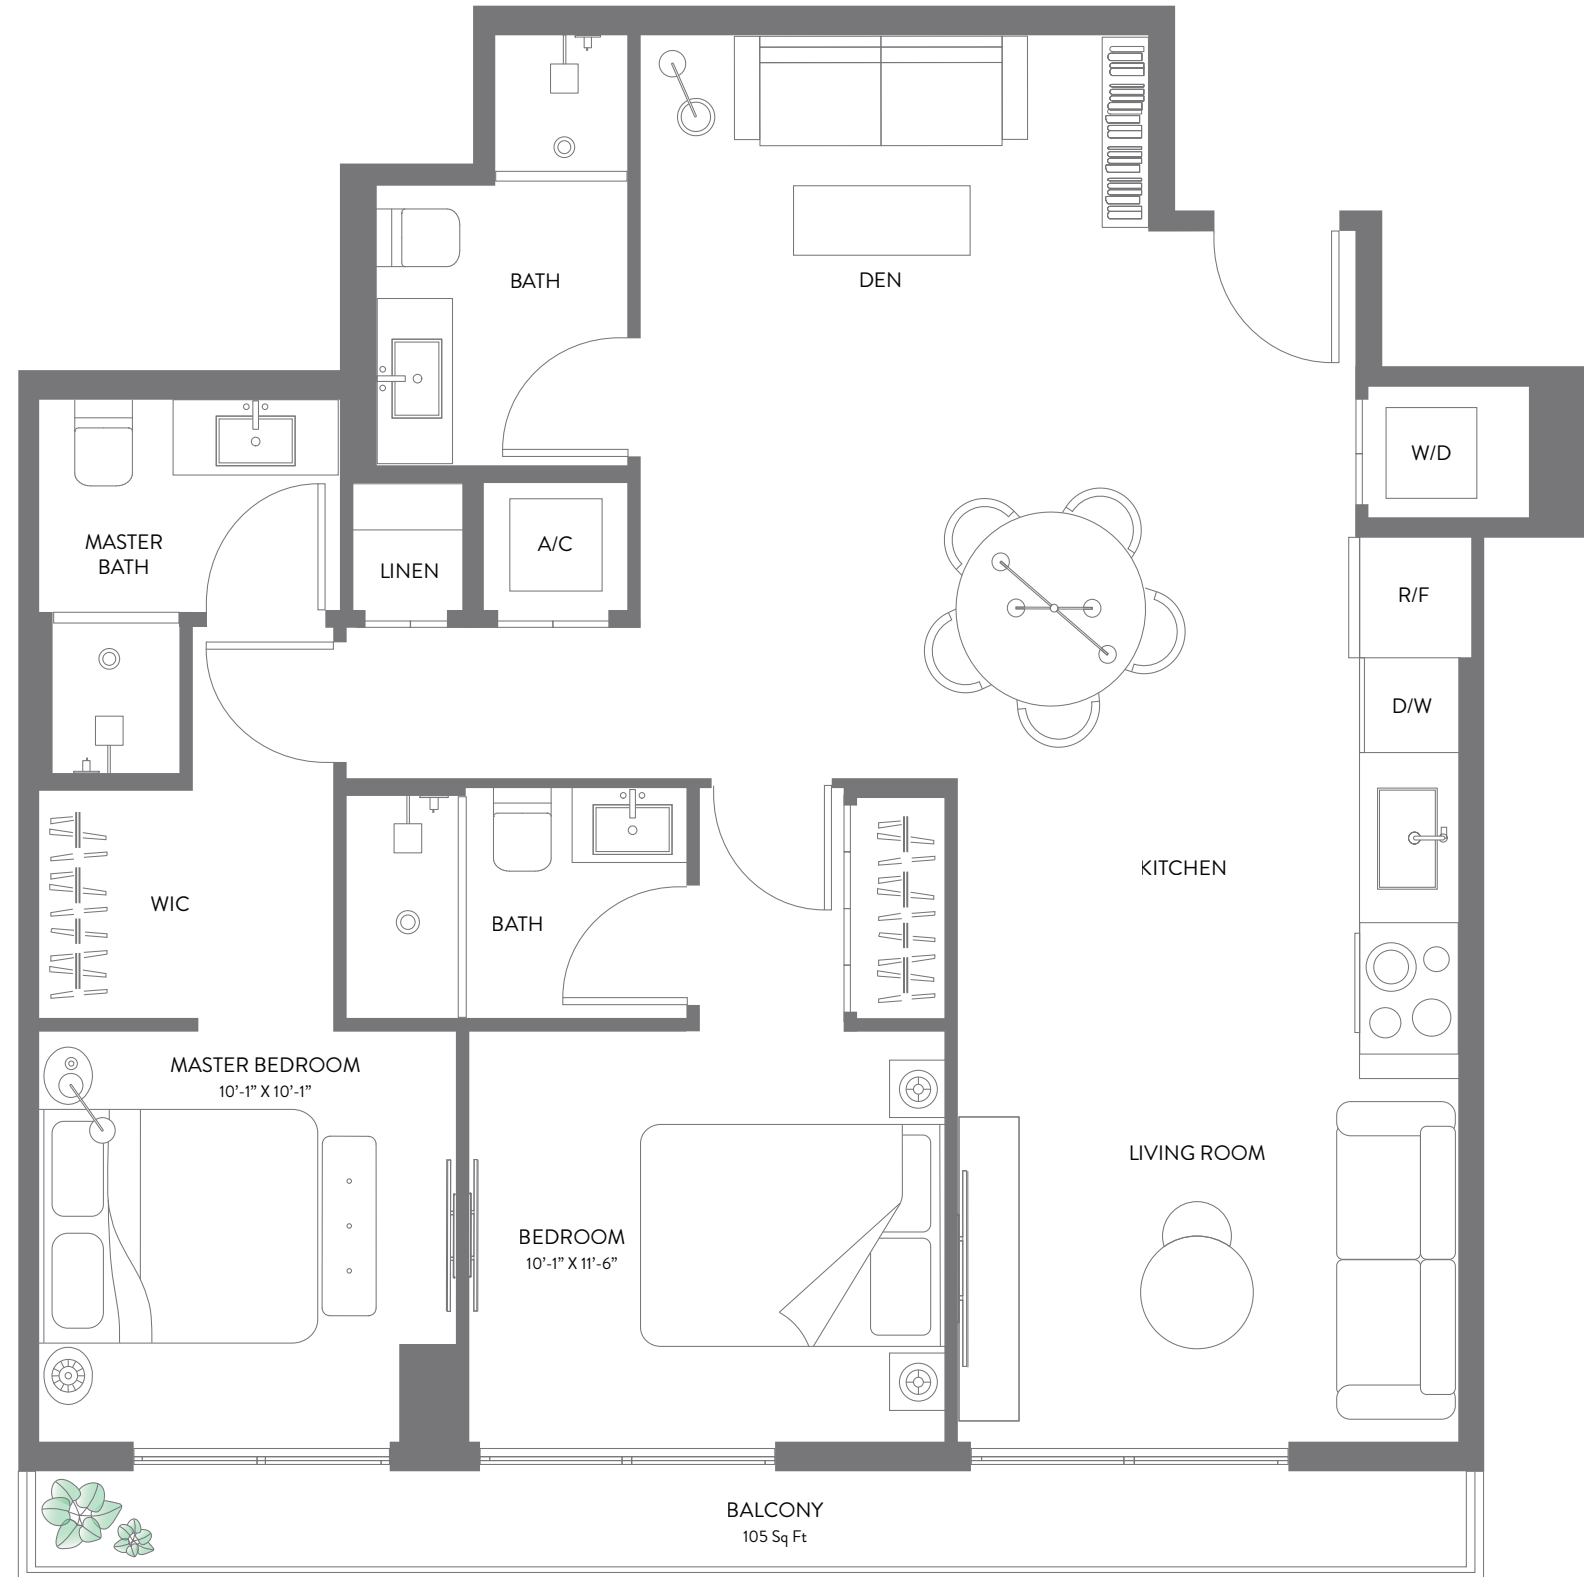 BATH
DEN
W/D
MASTER
BATH
LINEN
A/C
R/F
D/W
KITCHEN
WIC
BATH
MASTER BEDROOM
10'-1” X 10'-1”
LIVING ROOM
BEDROOM
10'-1” X 11'-6”
BALCONY
105 Sq Ft